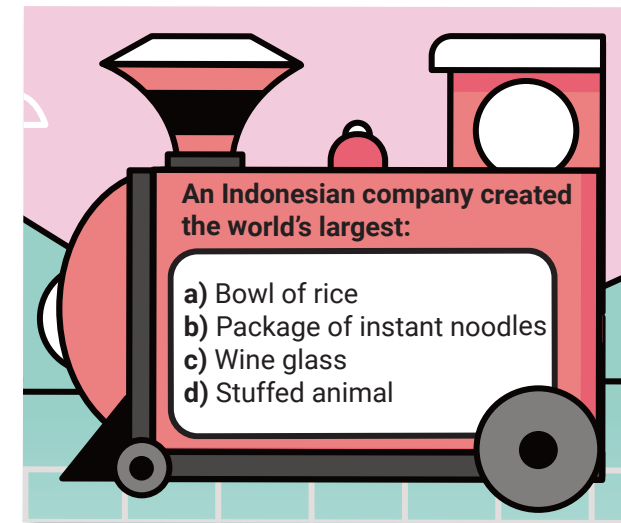 An Indonesian company created
the world’s largest:
a) Bowl of rice
b) Package of instant noodles
c) Wine glass
d) Stuffed animal